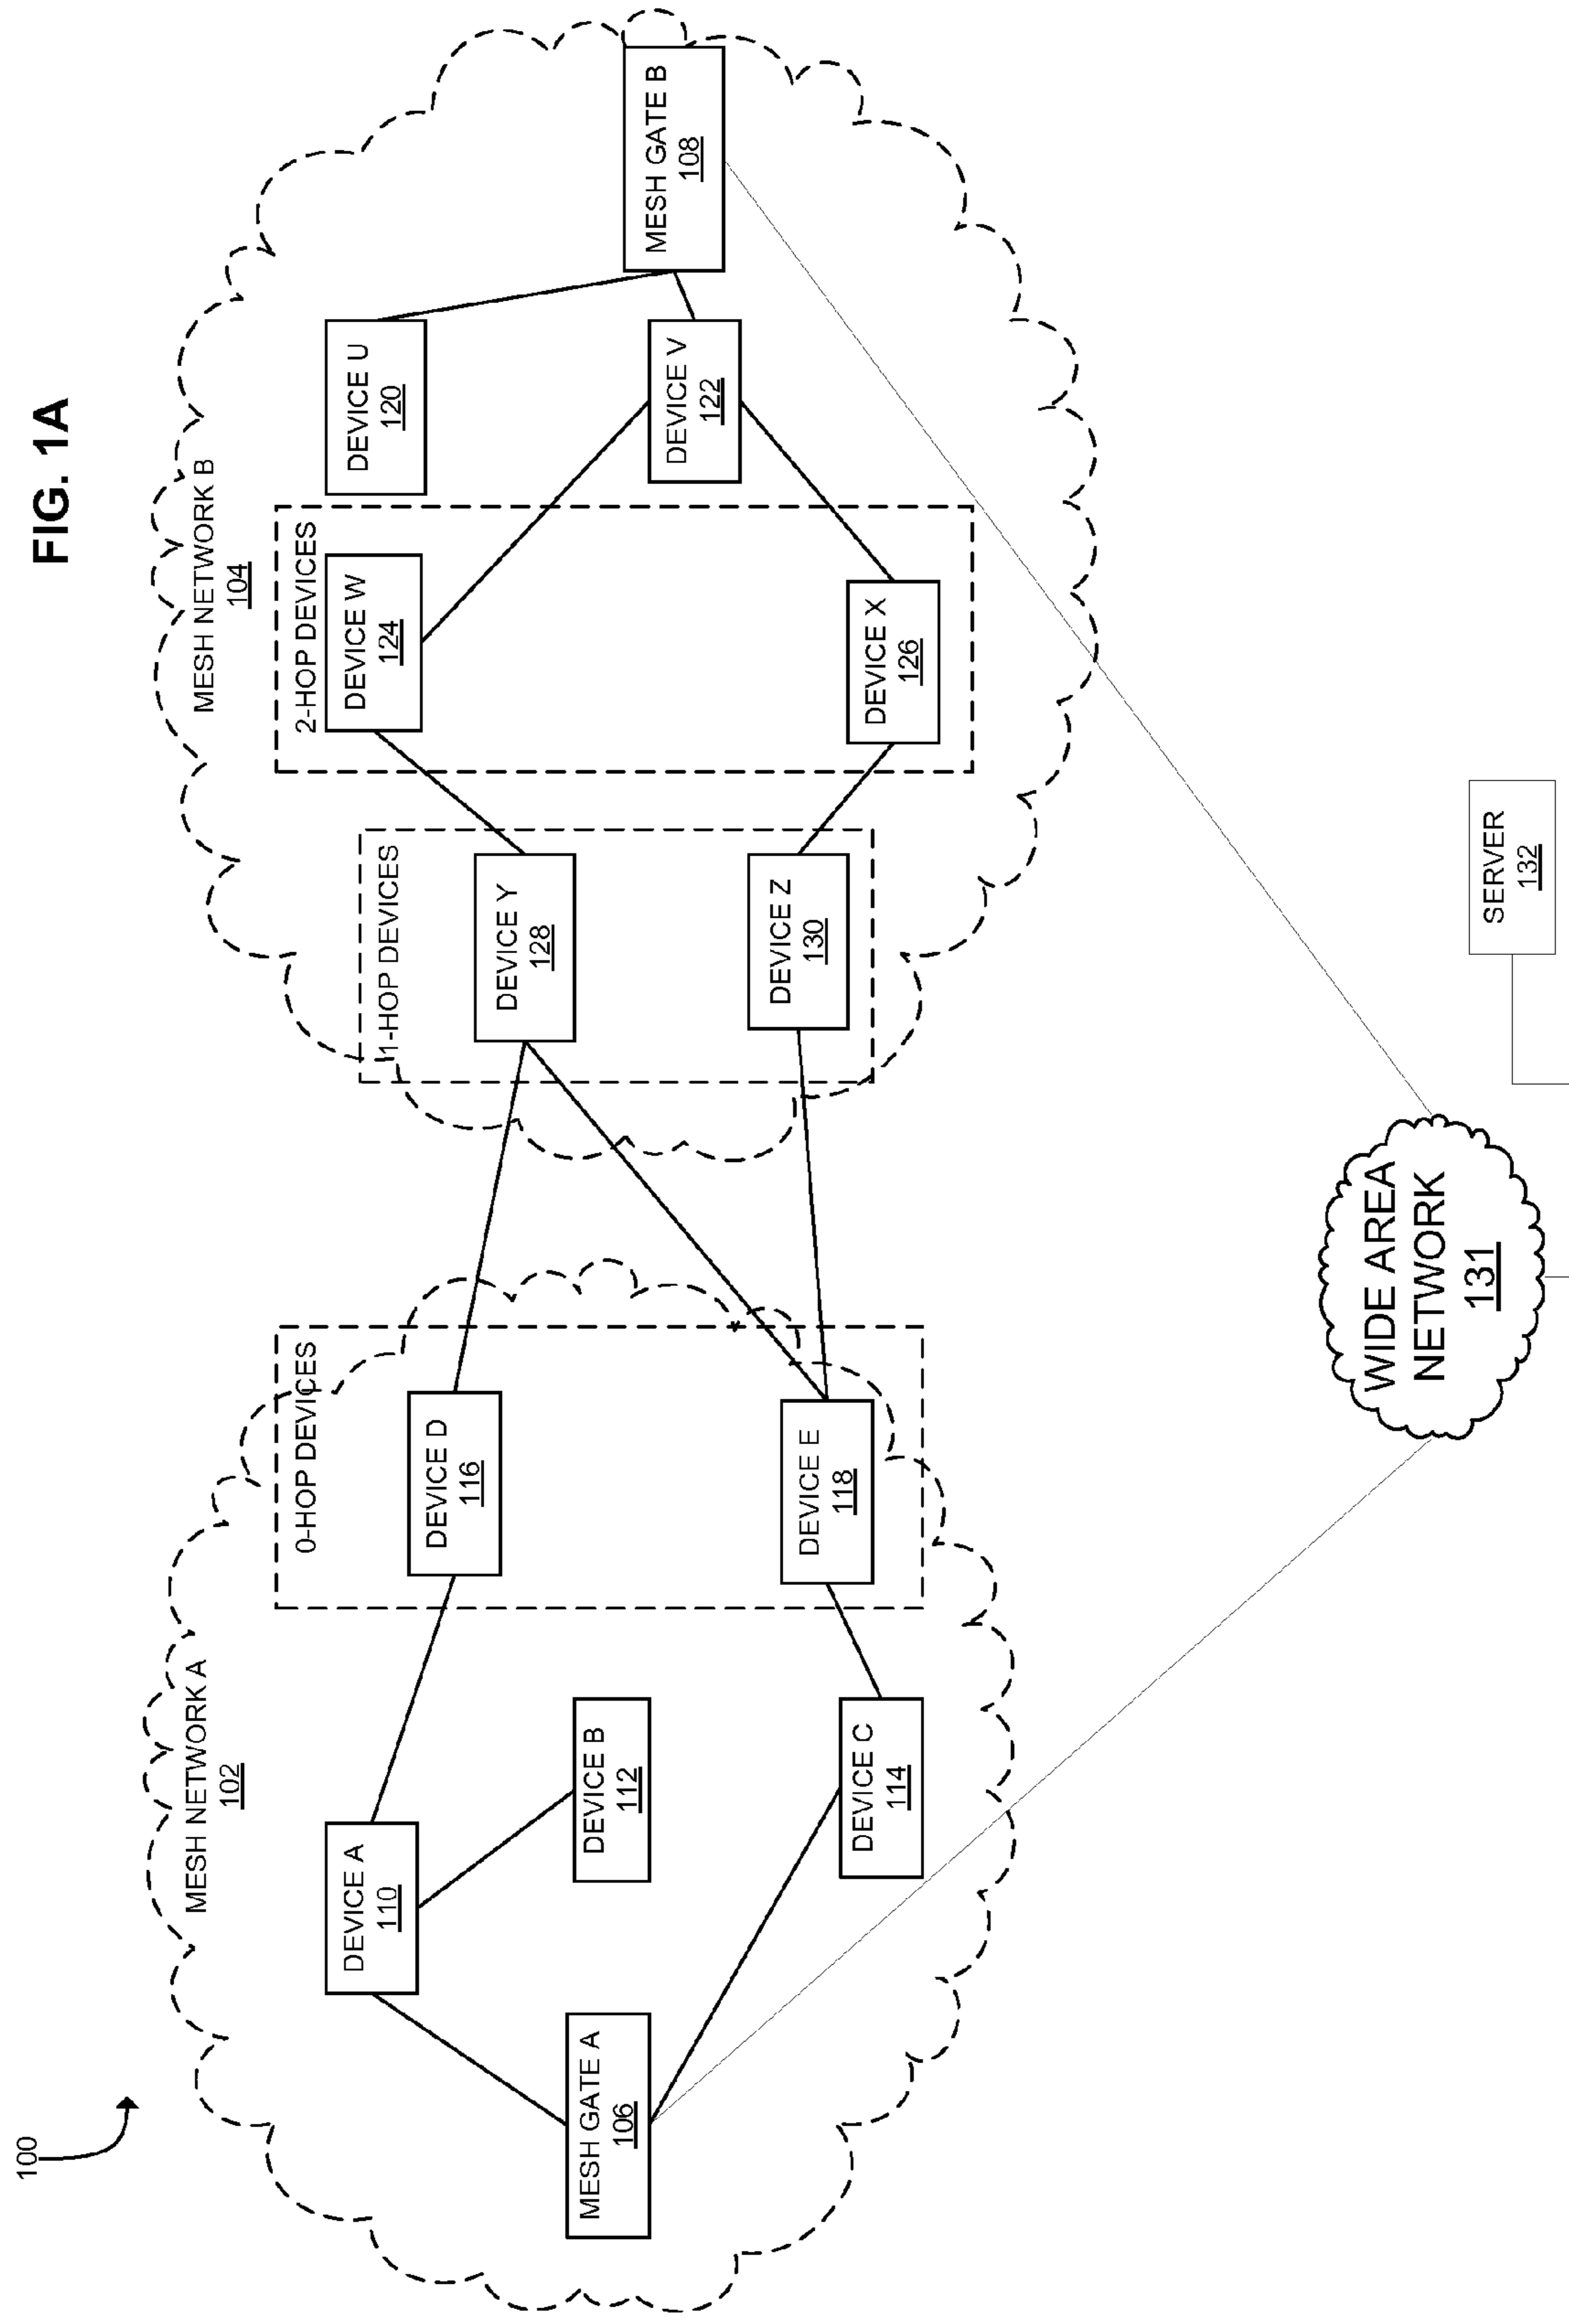 FIG. 1A
100
MESH NETWORK A
102
MESH NETWORK B
104
0-HOP DEVICES
1-HOP DEVICES
2-HOP DEVICES
MESH GATE A
106
DEVICE A
110
DEVICE B
112
DEVICE C
114
DEVICE D
116
DEVICE E
118
DEVICE Y
128
DEVICE Z
130
DEVICE W
124
DEVICE X
126
DEVICE U
120
DEVICE V
122
MESH GATE B
108
WIDE AREA
NETWORK
131
SERVER
132